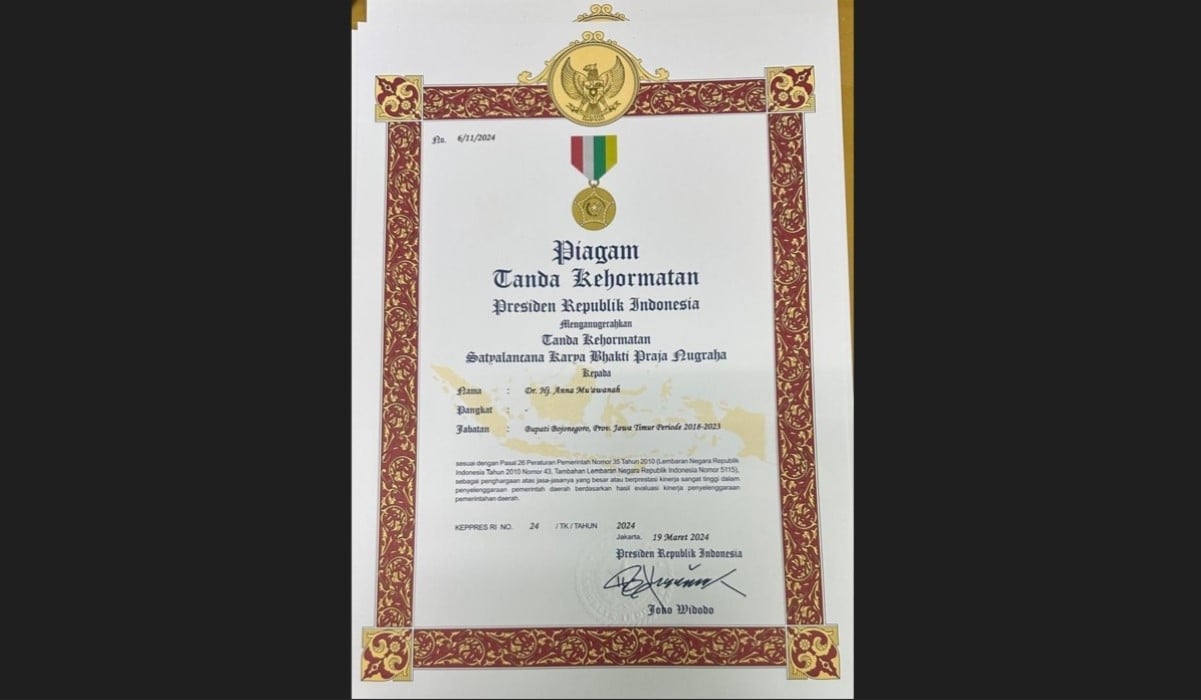 No. 6/11/2024
Piagam
Tanda Kehormatan
Presiden Republik Indonesia
Menganugerahkan
Tanda Kehormatan
Satyalancana Karya Bhakti Praja Nugraha
Kepada
Nama : Dr. Hj. Anna Mu'awanah
Pangkat : -
Jabatan : Bupati Bojonegoro, Prov. Jawa Timur Periode 2018-2023
sesuai dengan Pasal 26 Peraturan Pemerintah Nomor 35 Tahun 2010 (Lembaran Negara Republik
Indonesia Tahun 2010 Nomor 43, Tambahan Lembaran Negara Republik Indonesia Nomor 5115),
sebagai penghargaan atas jasa-jasanya yang besar atau berprestasi kinerja sangat tinggi dalam
penyelenggaraan pemerintah daerah berdasarkan hasil evaluasi kinerja penyelenggaraan
pemerintahan daerah.
KEPPRES RI NO. 24 /TK/TAHUN 2024
Jakarta, 19 Maret 2024
Presiden Republik Indonesia
Joko Widodo